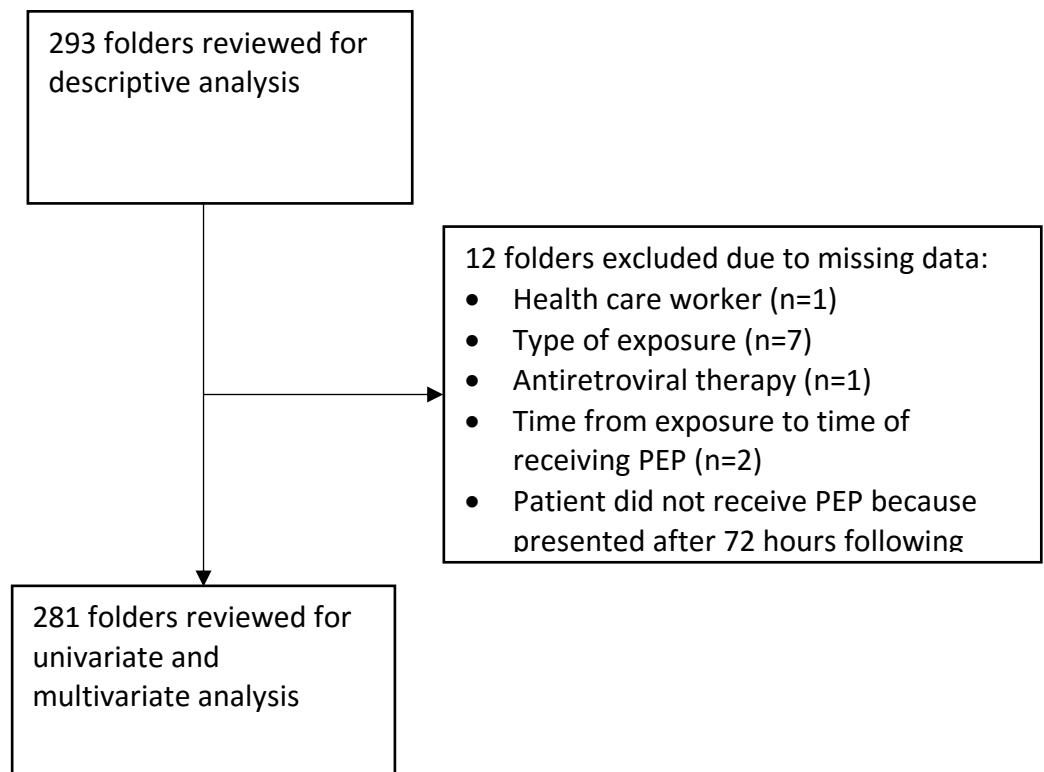 293 folders reviewed for
descriptive analysis
12 folders excluded due to missing data:
• Health care worker (n=1)
• Type of exposure (n=7)
• Antiretroviral therapy (n=1)
• Time from exposure to time of
receiving PEP (n=2)
• Patient did not receive PEP because
presented after 72 hours following
281 folders reviewed for
univariate and
multivariate analysis